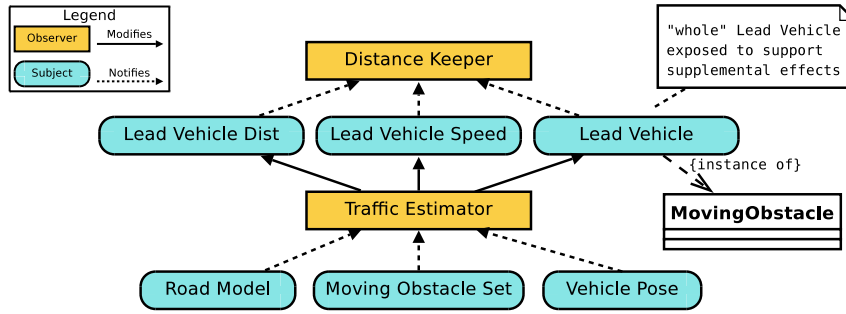 Legend
Observer
Modifies
Subject
Notifies
"whole" Lead Vehicle
exposed to support
supplemental effects
Distance Keeper
Lead Vehicle Dist
Lead Vehicle Speed
Lead Vehicle
{instance of}
Traffic Estimator
MovingObstacle
Road Model
Moving Obstacle Set
Vehicle Pose